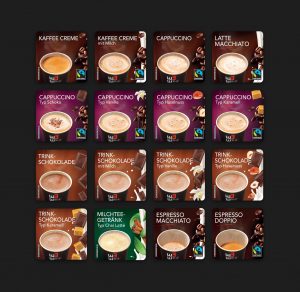 KAFFEE CREME
KAFFEE CREME
mit Milch
CAPPUCCINO
LATTE
MACCHIATO
CAPPUCCINO
Typ Schoko
CAPPUCCINO
Typ Vanille
CAPPUCCINO
Typ Haselnuss
CAPPUCCINO
Typ Karamell
TRINK-
SCHOKOLADE
TRINK-
SCHOKOLADE
mit Milch
TRINK-
SCHOKOLADE
Typ Vanille
TRINK-
SCHOKOLADE
Typ Haselnuss
TRINK-
SCHOKOLADE
Typ Karamell
MILCHTEE-
GETRÄNK
Typ Chai Latte
ESPRESSO
MACCHIATO
ESPRESSO
DOPPIO